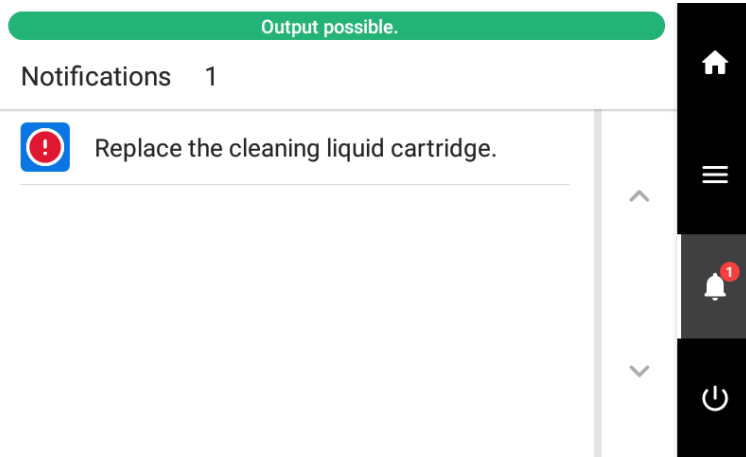 Output possible.
Notifications 1
Replace the cleaning liquid cartridge.
1